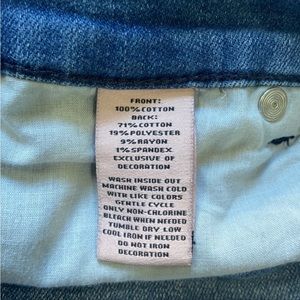 FRONT:
100% COTTON
BACK:
71% COTTON
19% POLYESTER
9% RAYON
1% SPANDEX
EXCLUSIVE OF
DECORATION
WASH INSIDE OUT
MACHINE WASH COLD
WITH LIKE COLORS
GENTLE CYCLE
ONLY NON-CHLORINE
BLEACH WHEN NEEDED
TUMBLE DRY LOW
COOL IRON IF NEEDED
DO NOT IRON
DECORATION